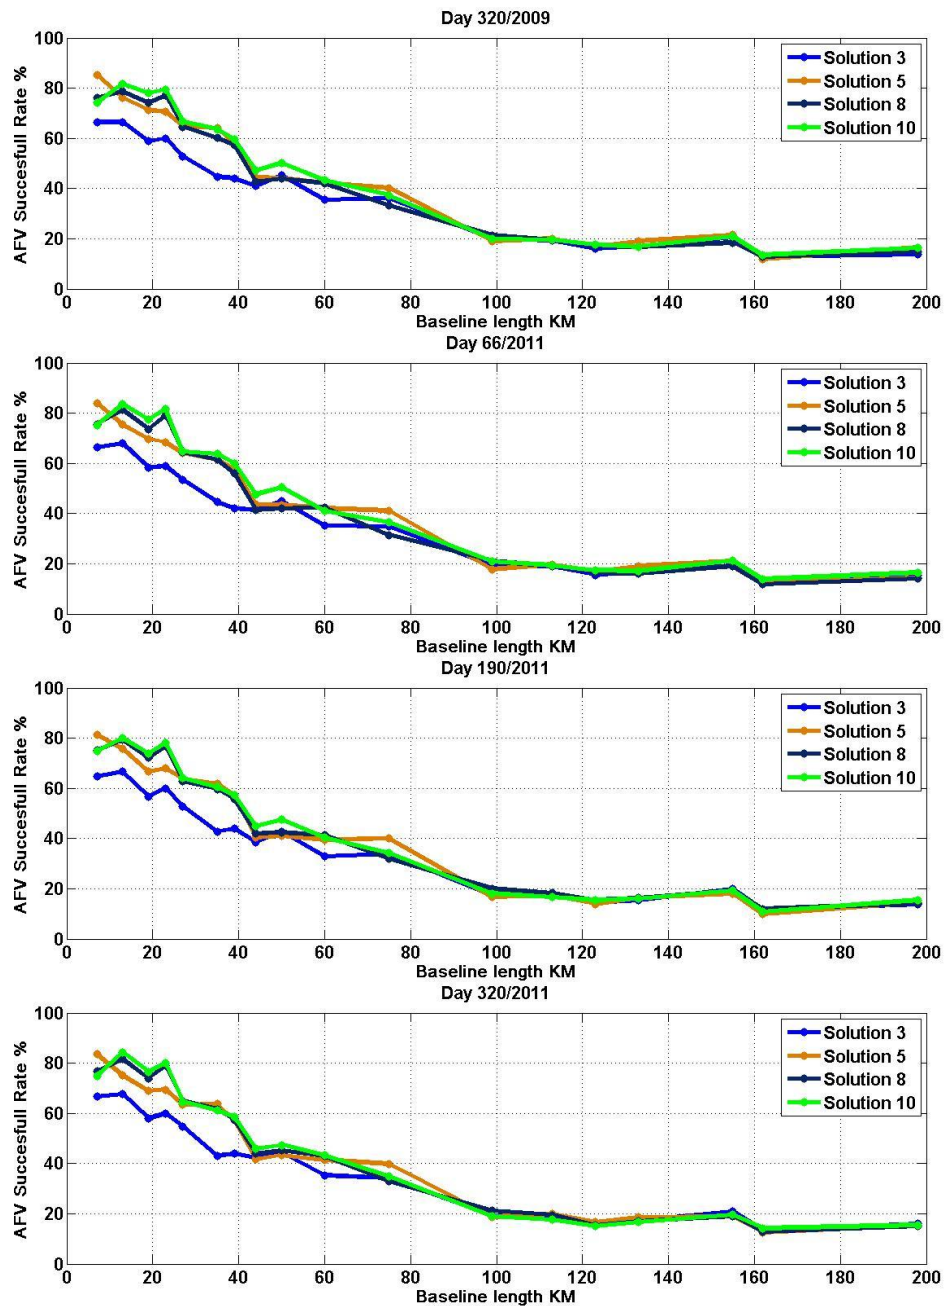 Day 320/2009
AFV Succesfull Rate %
100
80
60
40
20
0
Solution 3
Solution 5
Solution 8
Solution 10
0 20 40 60 80 100 120 140 160 180 200
Baseline length KM
Day 66/2011
AFV Succesfull Rate %
100
80
60
40
20
0
Solution 3
Solution 5
Solution 8
Solution 10
0 20 40 60 80 100 120 140 160 180 200
Baseline length KM
Day 190/2011
AFV Succesfull Rate %
100
80
60
40
20
0
Solution 3
Solution 5
Solution 8
Solution 10
0 20 40 60 80 100 120 140 160 180 200
Baseline length KM
Day 320/2011
AFV Succesfull Rate %
100
80
60
40
20
0
Solution 3
Solution 5
Solution 8
Solution 10
0 20 40 60 80 100 120 140 160 180 200
Baseline length KM